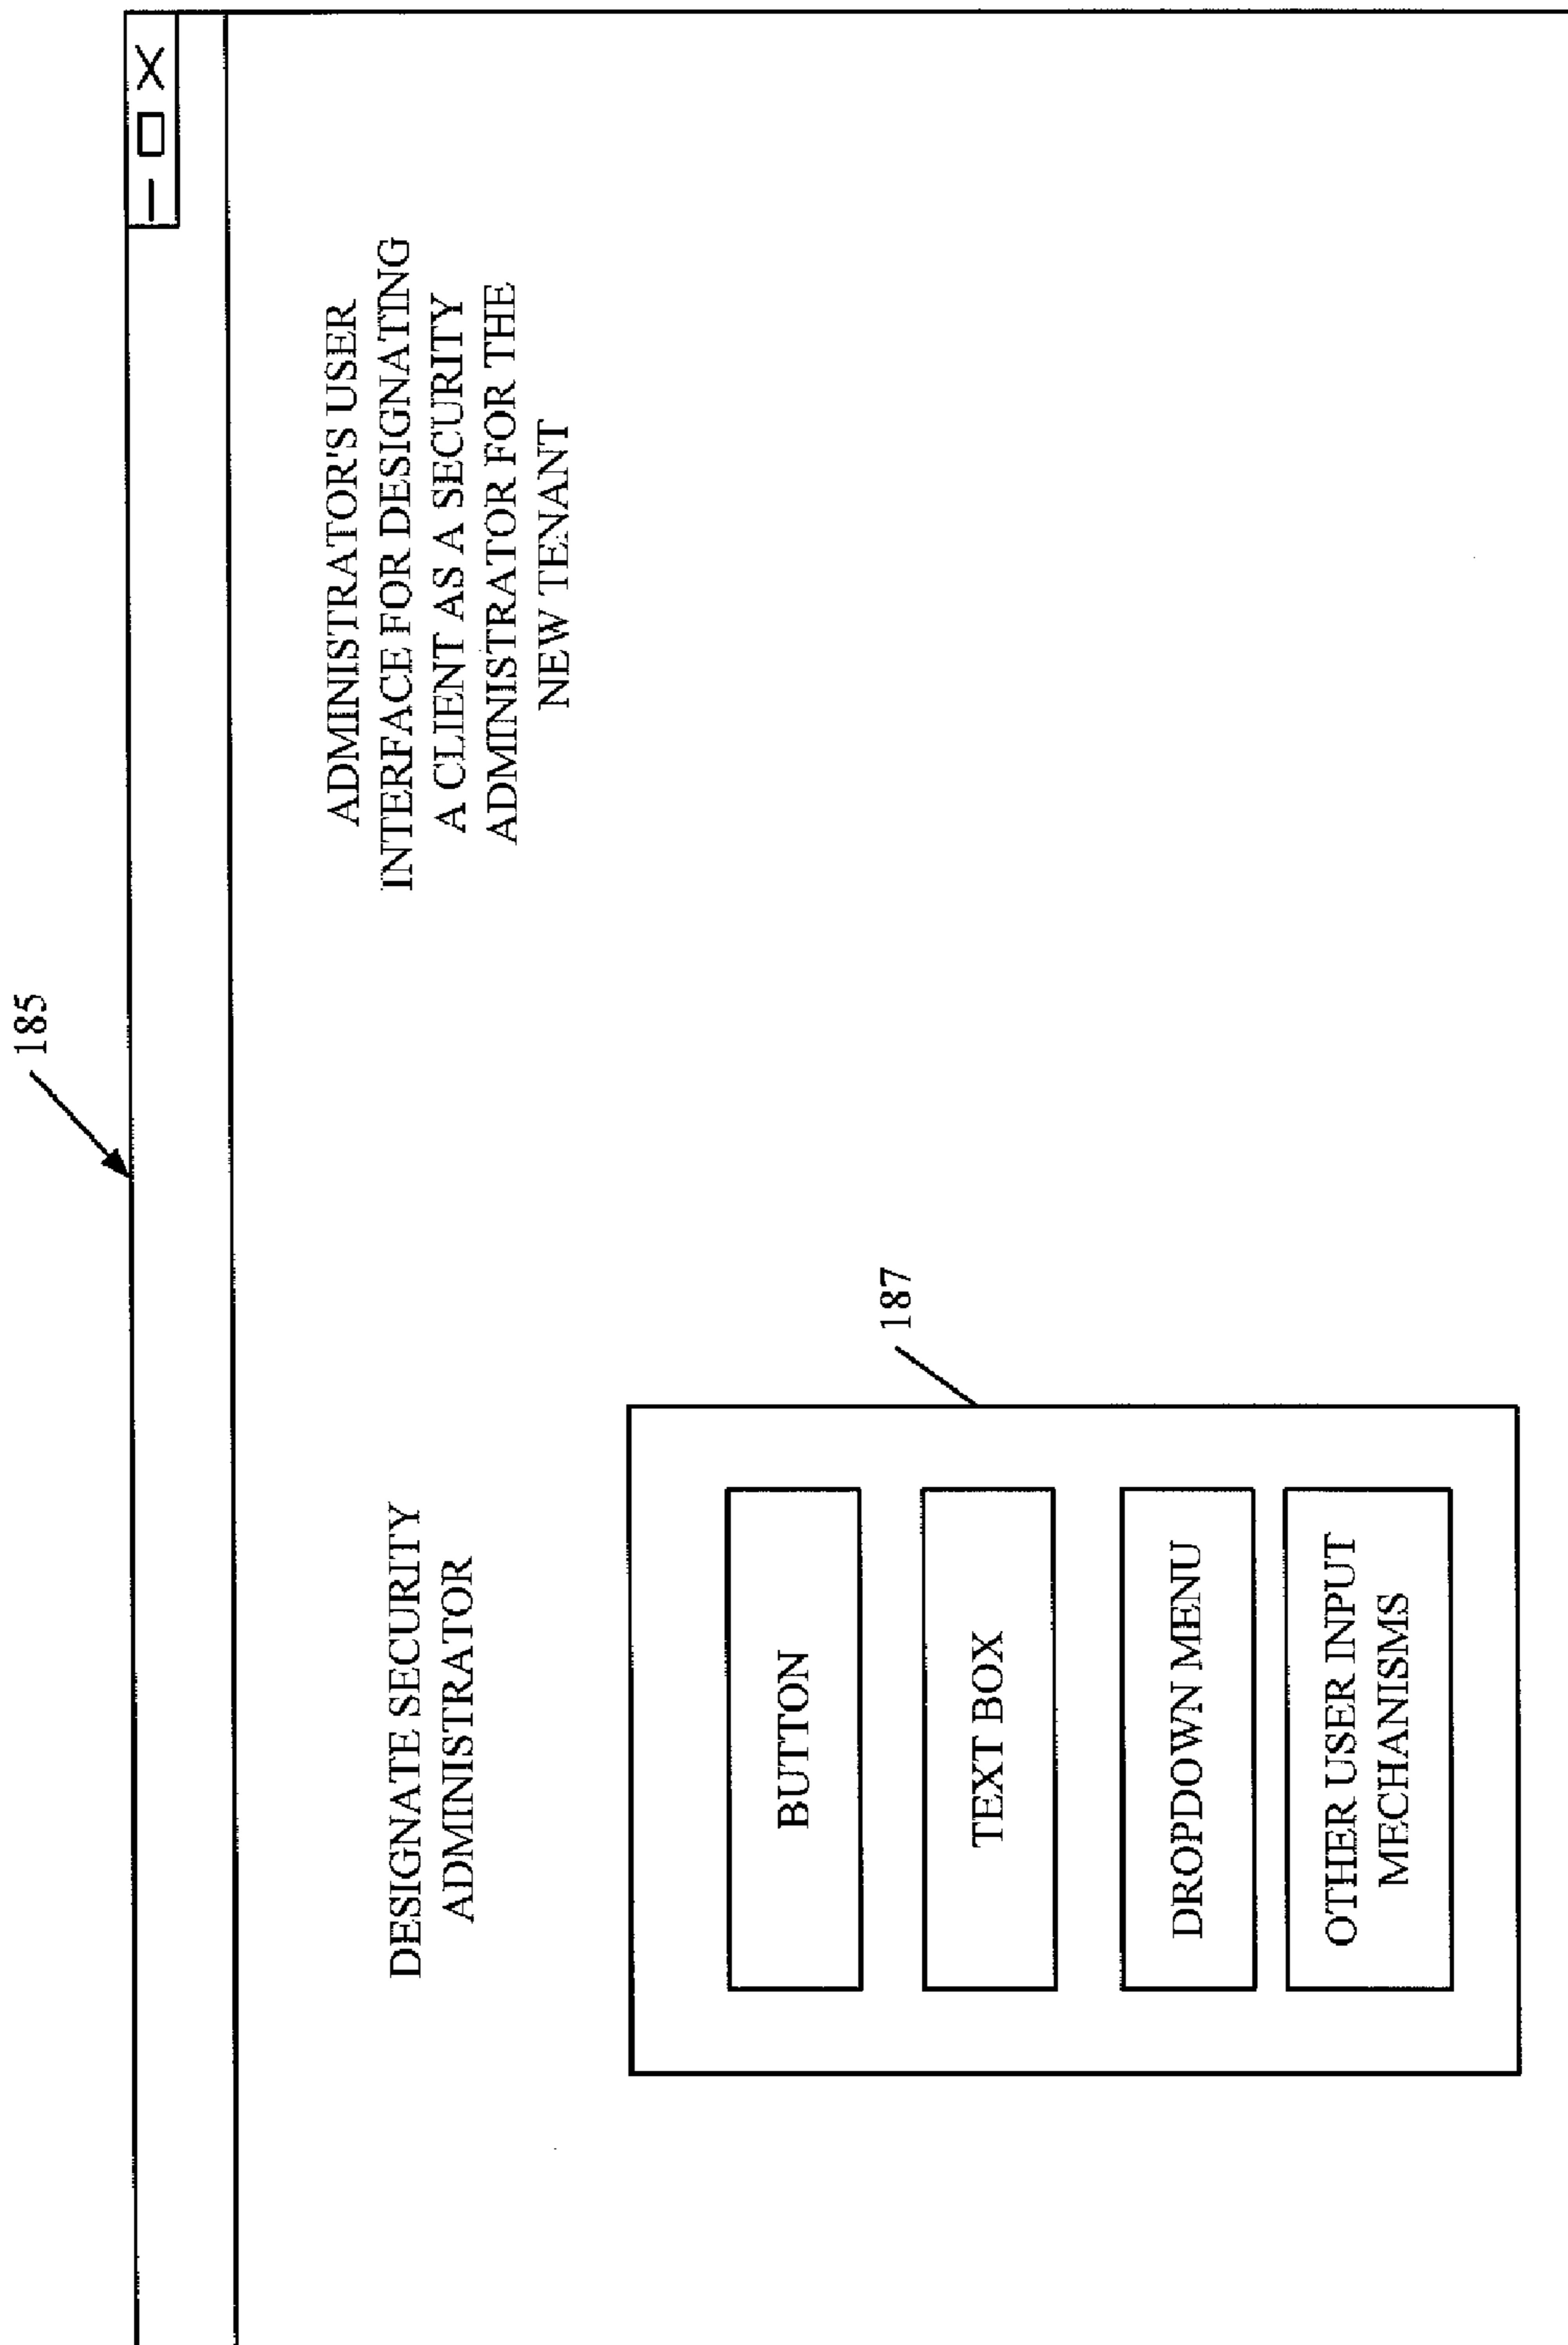 185
ADMINISTRATOR'S USER
INTERFACE FOR DESIGNATING
A CLIENT AS A SECURITY
ADMINISTRATOR FOR THE
NEW TENANT
DESIGNATE SECURITY
ADMINISTRATOR
187
BUTTON
TEXT BOX
DROPDOWN MENU
OTHER USER INPUT
MECHANISMS